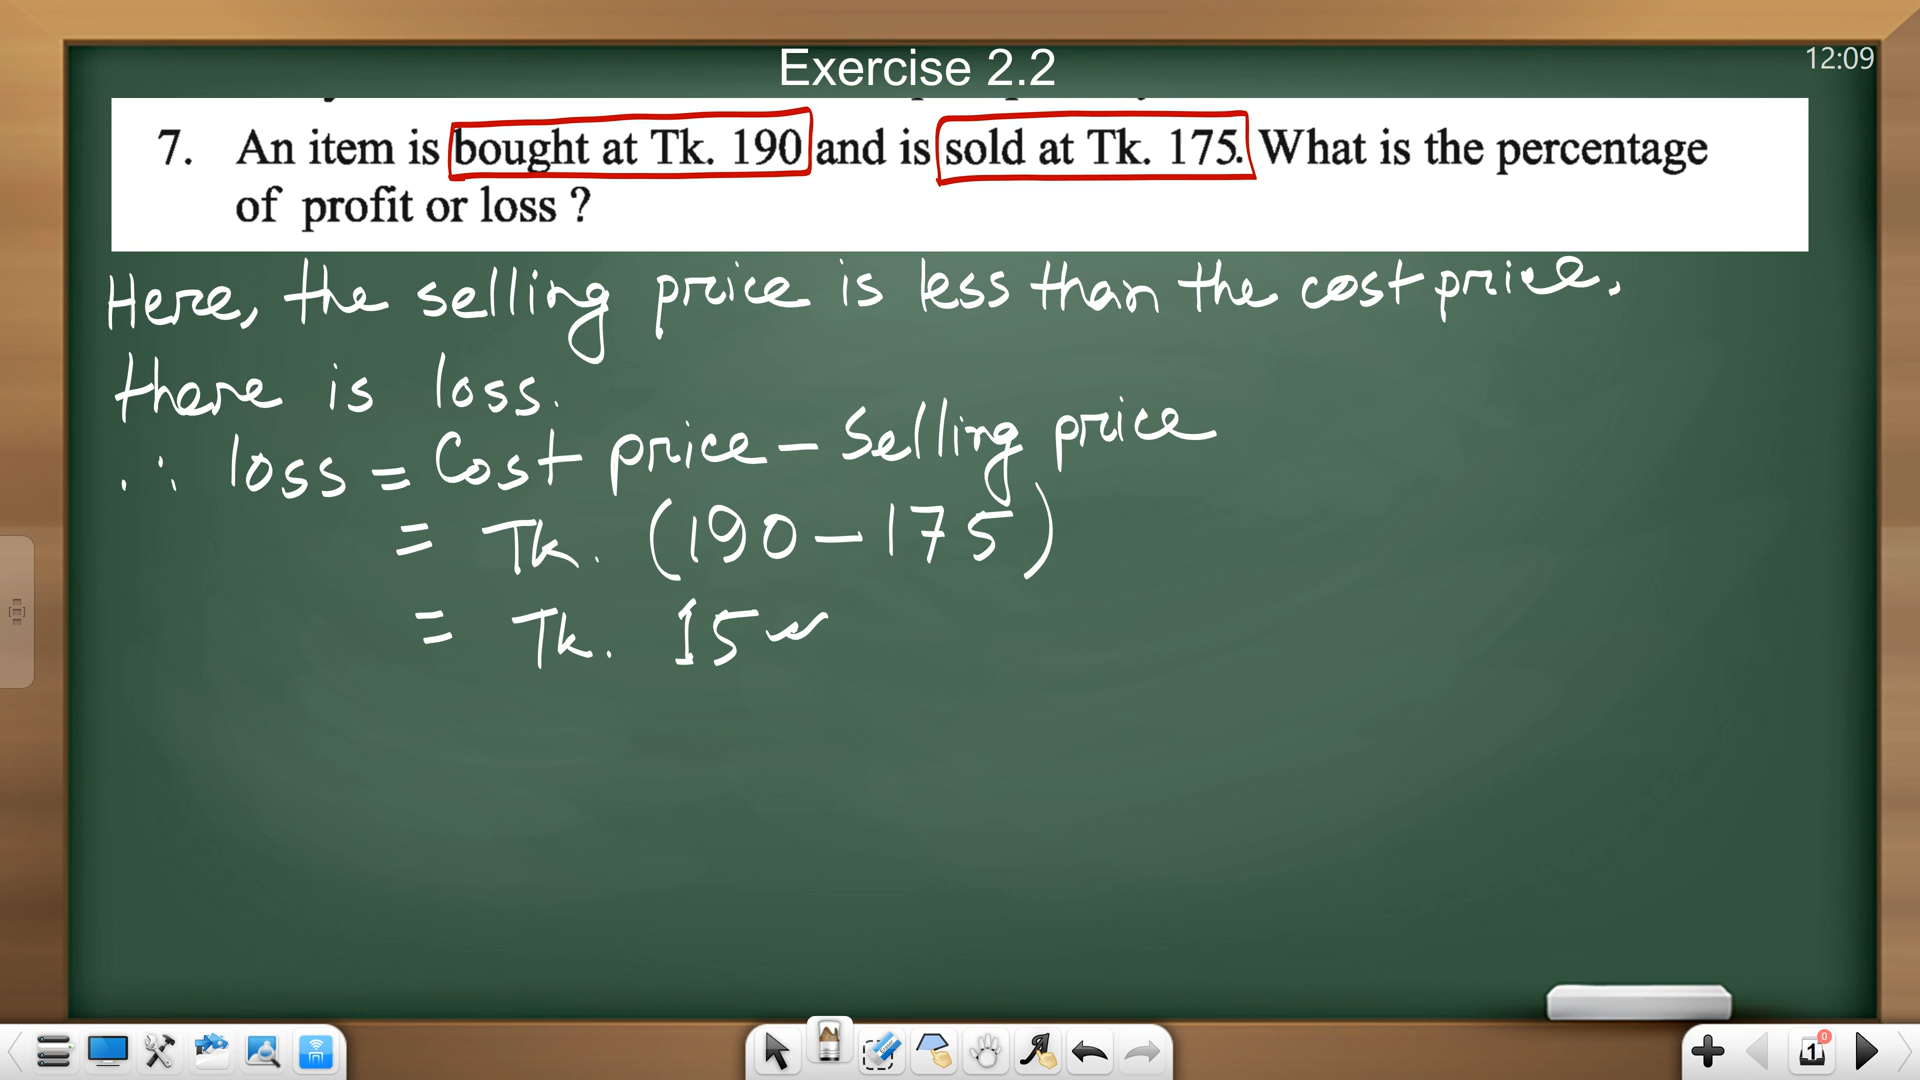 Exercise 2.2
12:09
7. An item is bought at Tk. 190 and is sold at Tk. 175. What is the percentage
of profit or loss ?
Here, the selling price is less than the cost price.
there is loss.
∴ loss = Cost price - Selling price
= Tk. (190 - 175)
= Tk. 15
1
0